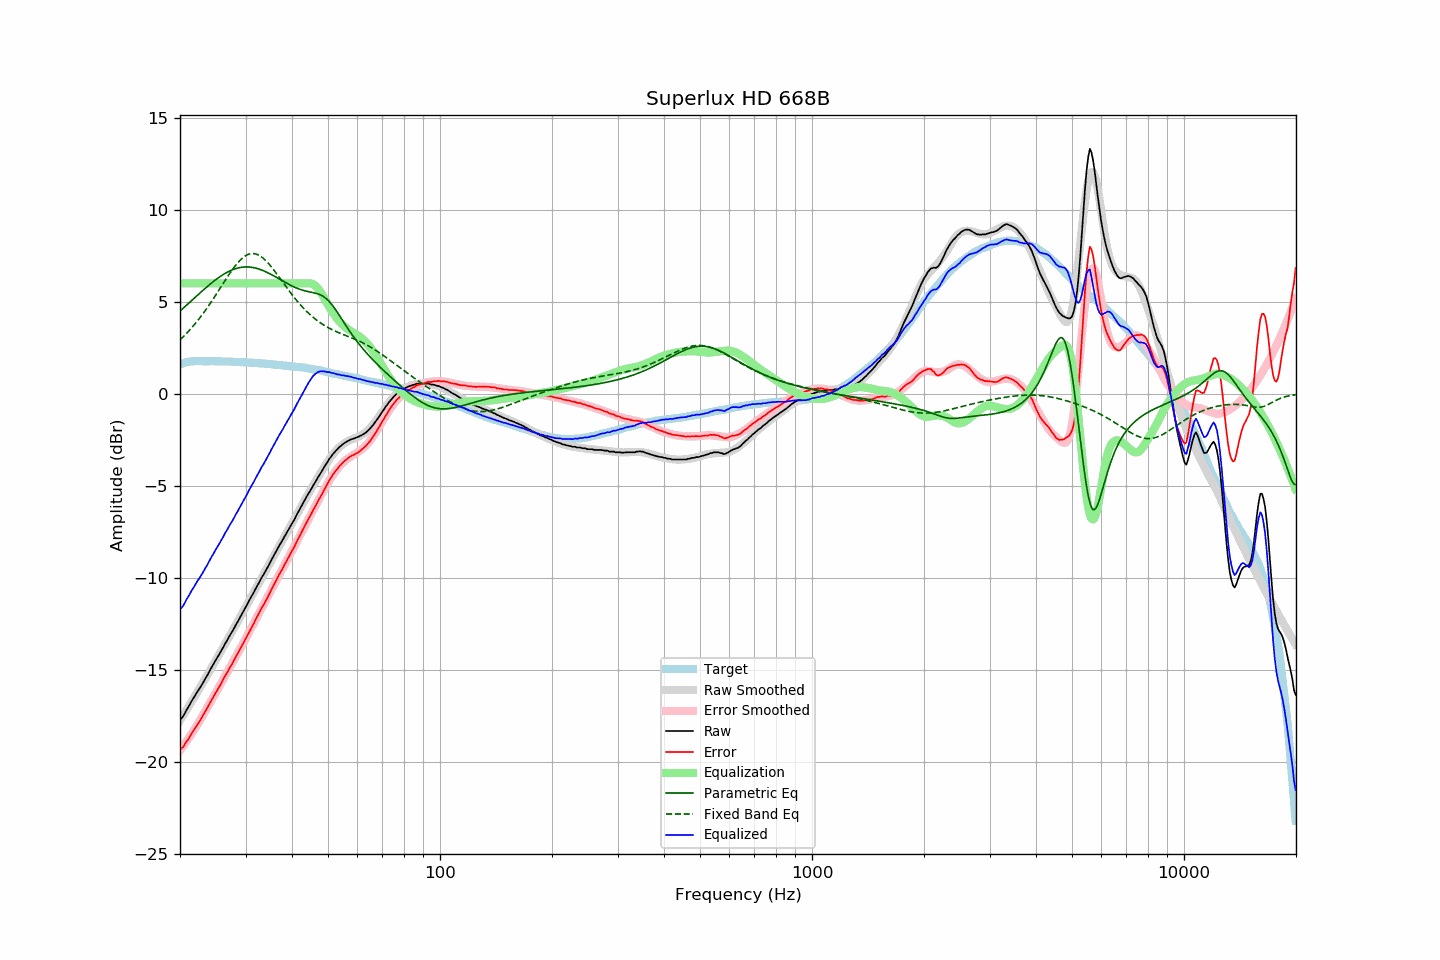 Superlux HD 668B
15
10
5
0
−5
−10
−15
−20
−25
Amplitude (dBr)
100
1000
10000
Frequency (Hz)
Target
Raw Smoothed
Error Smoothed
Raw
Error
Equalization
Parametric Eq
Fixed Band Eq
Equalized